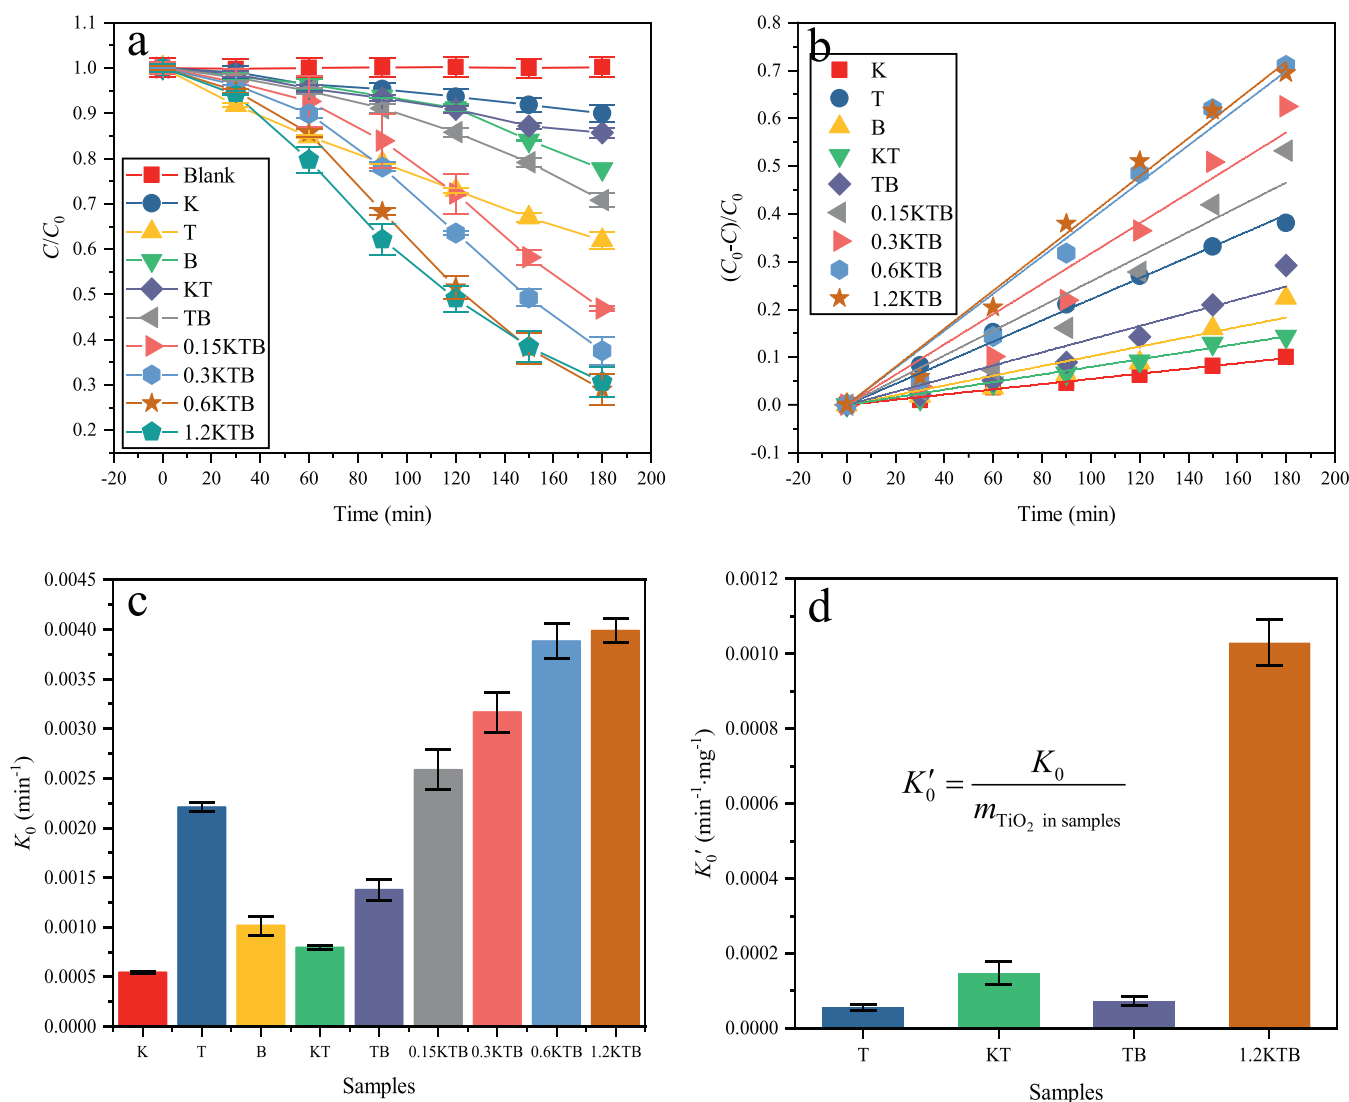 a
1.1
1.0
0.9
0.8
0.7
0.6
0.5
0.4
0.3
0.2
C/C0
Blank
K
T
B
KT
TB
0.15KTB
0.3KTB
0.6KTB
1.2KTB
-20 0 20 40 60 80 100 120 140 160 180 200
Time (min)
b
0.8
0.7
0.6
0.5
0.4
0.3
0.2
0.1
0.0
-0.1
(C0-C)/C0
K
T
B
KT
TB
0.15KTB
0.3KTB
0.6KTB
1.2KTB
-20 0 20 40 60 80 100 120 140 160 180 200
Time (min)
c
0.0045
0.0040
0.0035
0.0030
0.0025
0.0020
0.0015
0.0010
0.0005
0.0000
K0 (min-1)
K T B KT TB 0.15KTB 0.3KTB 0.6KTB 1.2KTB
Samples
d
0.0012
0.0010
0.0008
0.0006
0.0004
0.0002
0.0000
K0′ (min-1·mg-1)
K0′ = K0
mTiO2 in samples
T KT TB 1.2KTB
Samples